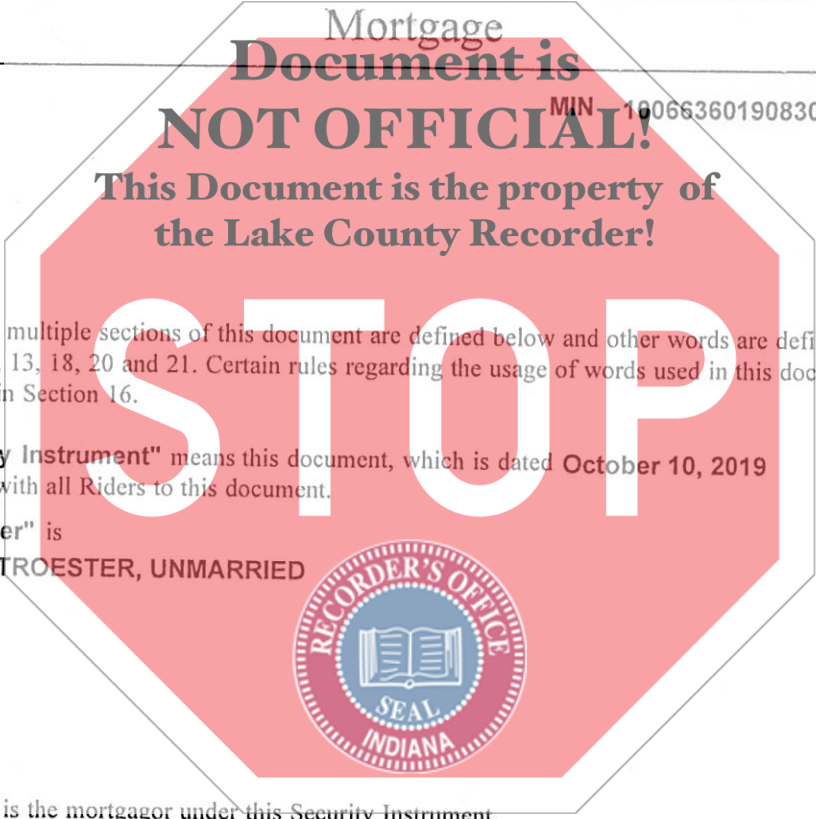 Mortgage
Document is
NOT OFFICIAL!
MIN 10066360190830
This Document is the property of
the Lake County Recorder!
STOP
multiple sections of this document are defined below and other words are defi
13, 18, 20 and 21. Certain rules regarding the usage of words used in this doc
n Section 16.
y Instrument" means this document, which is dated October 10, 2019
with all Riders to this document.
er" is
TROESTER, UNMARRIED
RECORDER'S OFFICE
SEAL
INDIANA
is the mortgagor under this Security Instrument